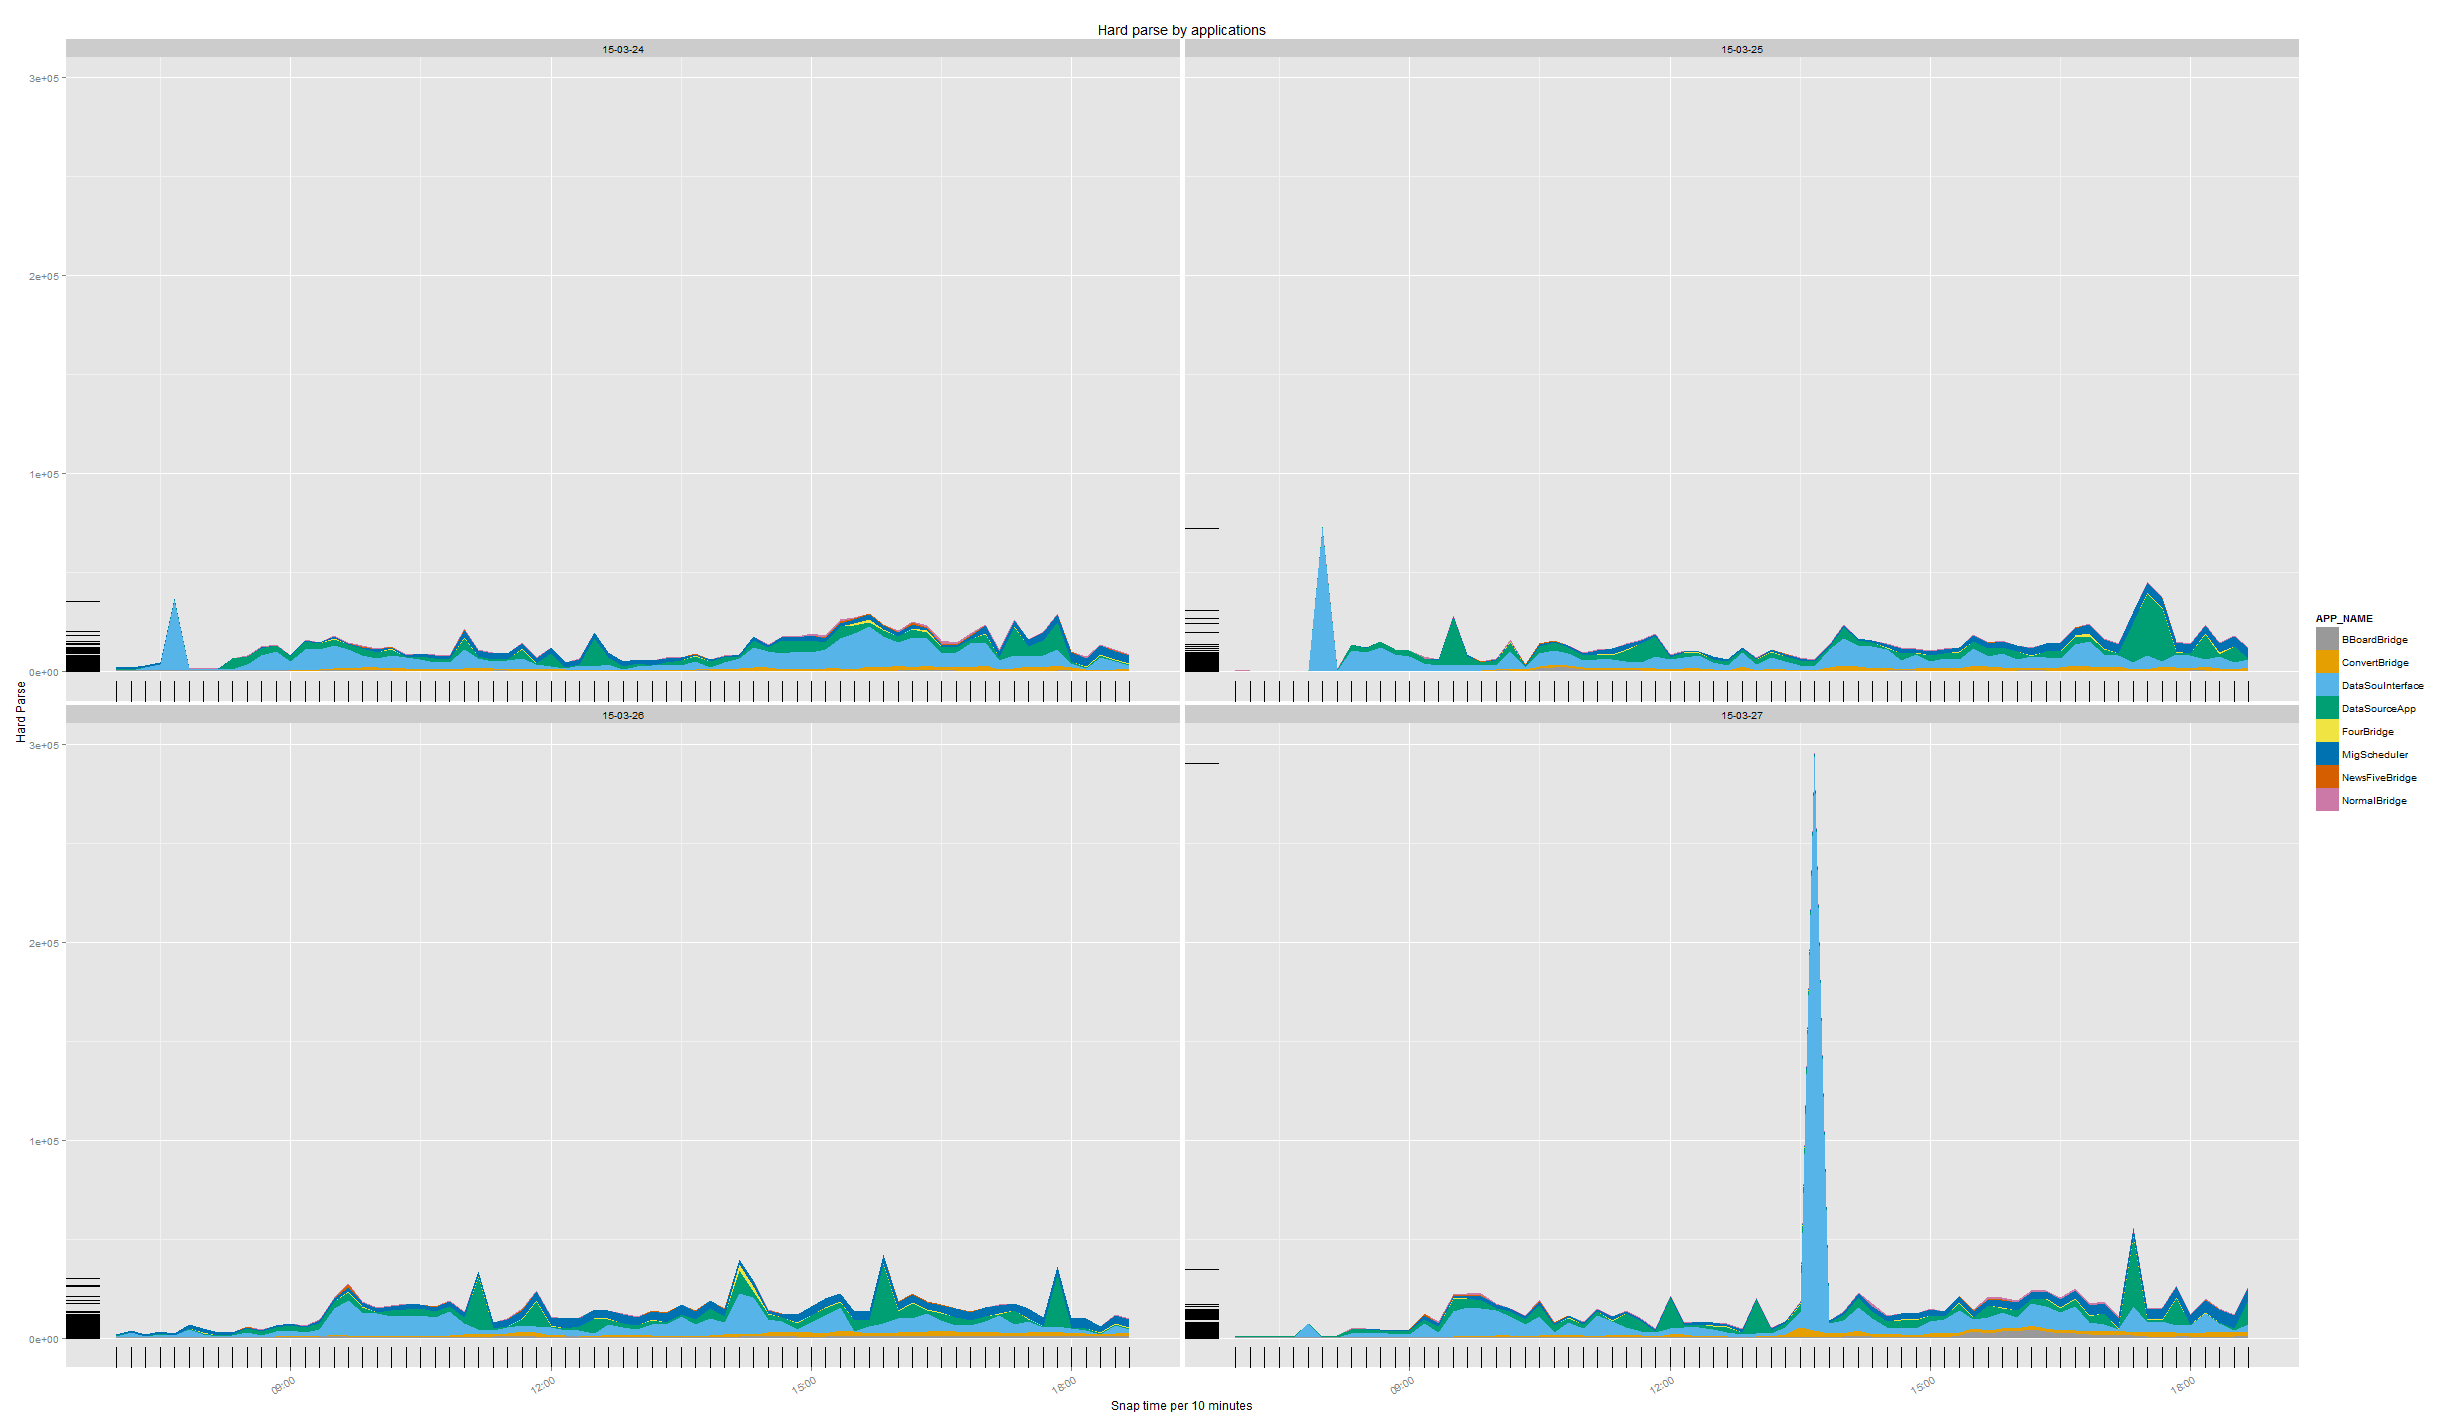 Hard parse by applications
15-03-24
15-03-25
3e+05
2e+05
1e+05
0e+00
15-03-26
15-03-27
3e+05
2e+05
1e+05
0e+00
Hard Parse
09:00
12:00
15:00
18:00
09:00
12:00
15:00
18:00
Snap time per 10 minutes
APP_NAME
BBoardBridge
ConvertBridge
DataSouInterface
DataSourceApp
FourBridge
MigScheduler
NewsFiveBridge
NormalBridge